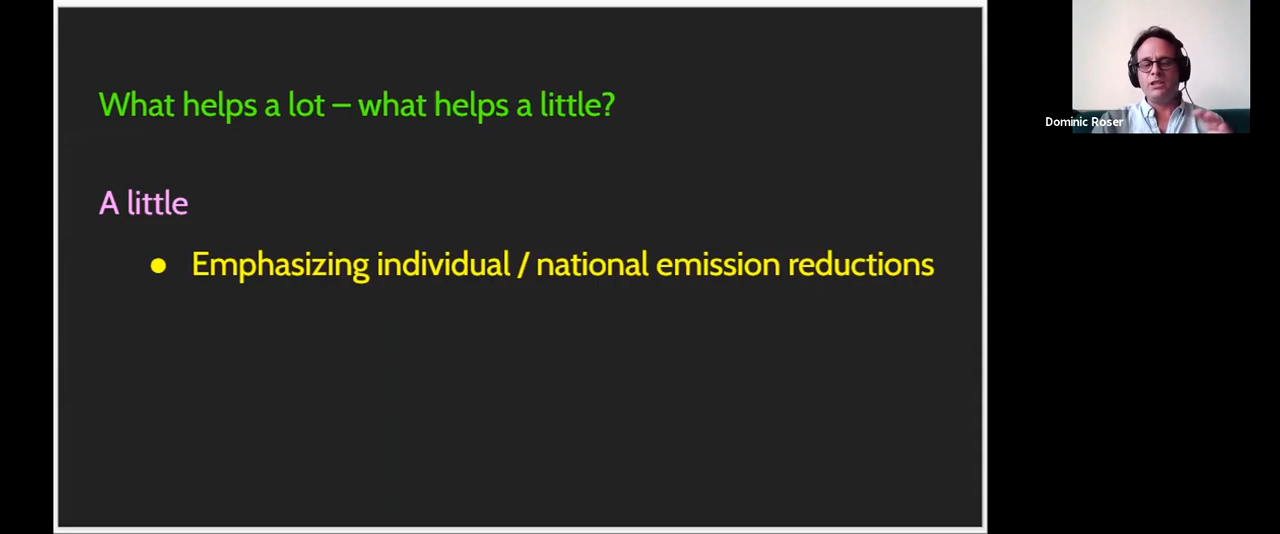 What helps a lot – what helps a little?
A little
● Emphasizing individual / national emission reductions
Dominic Roser